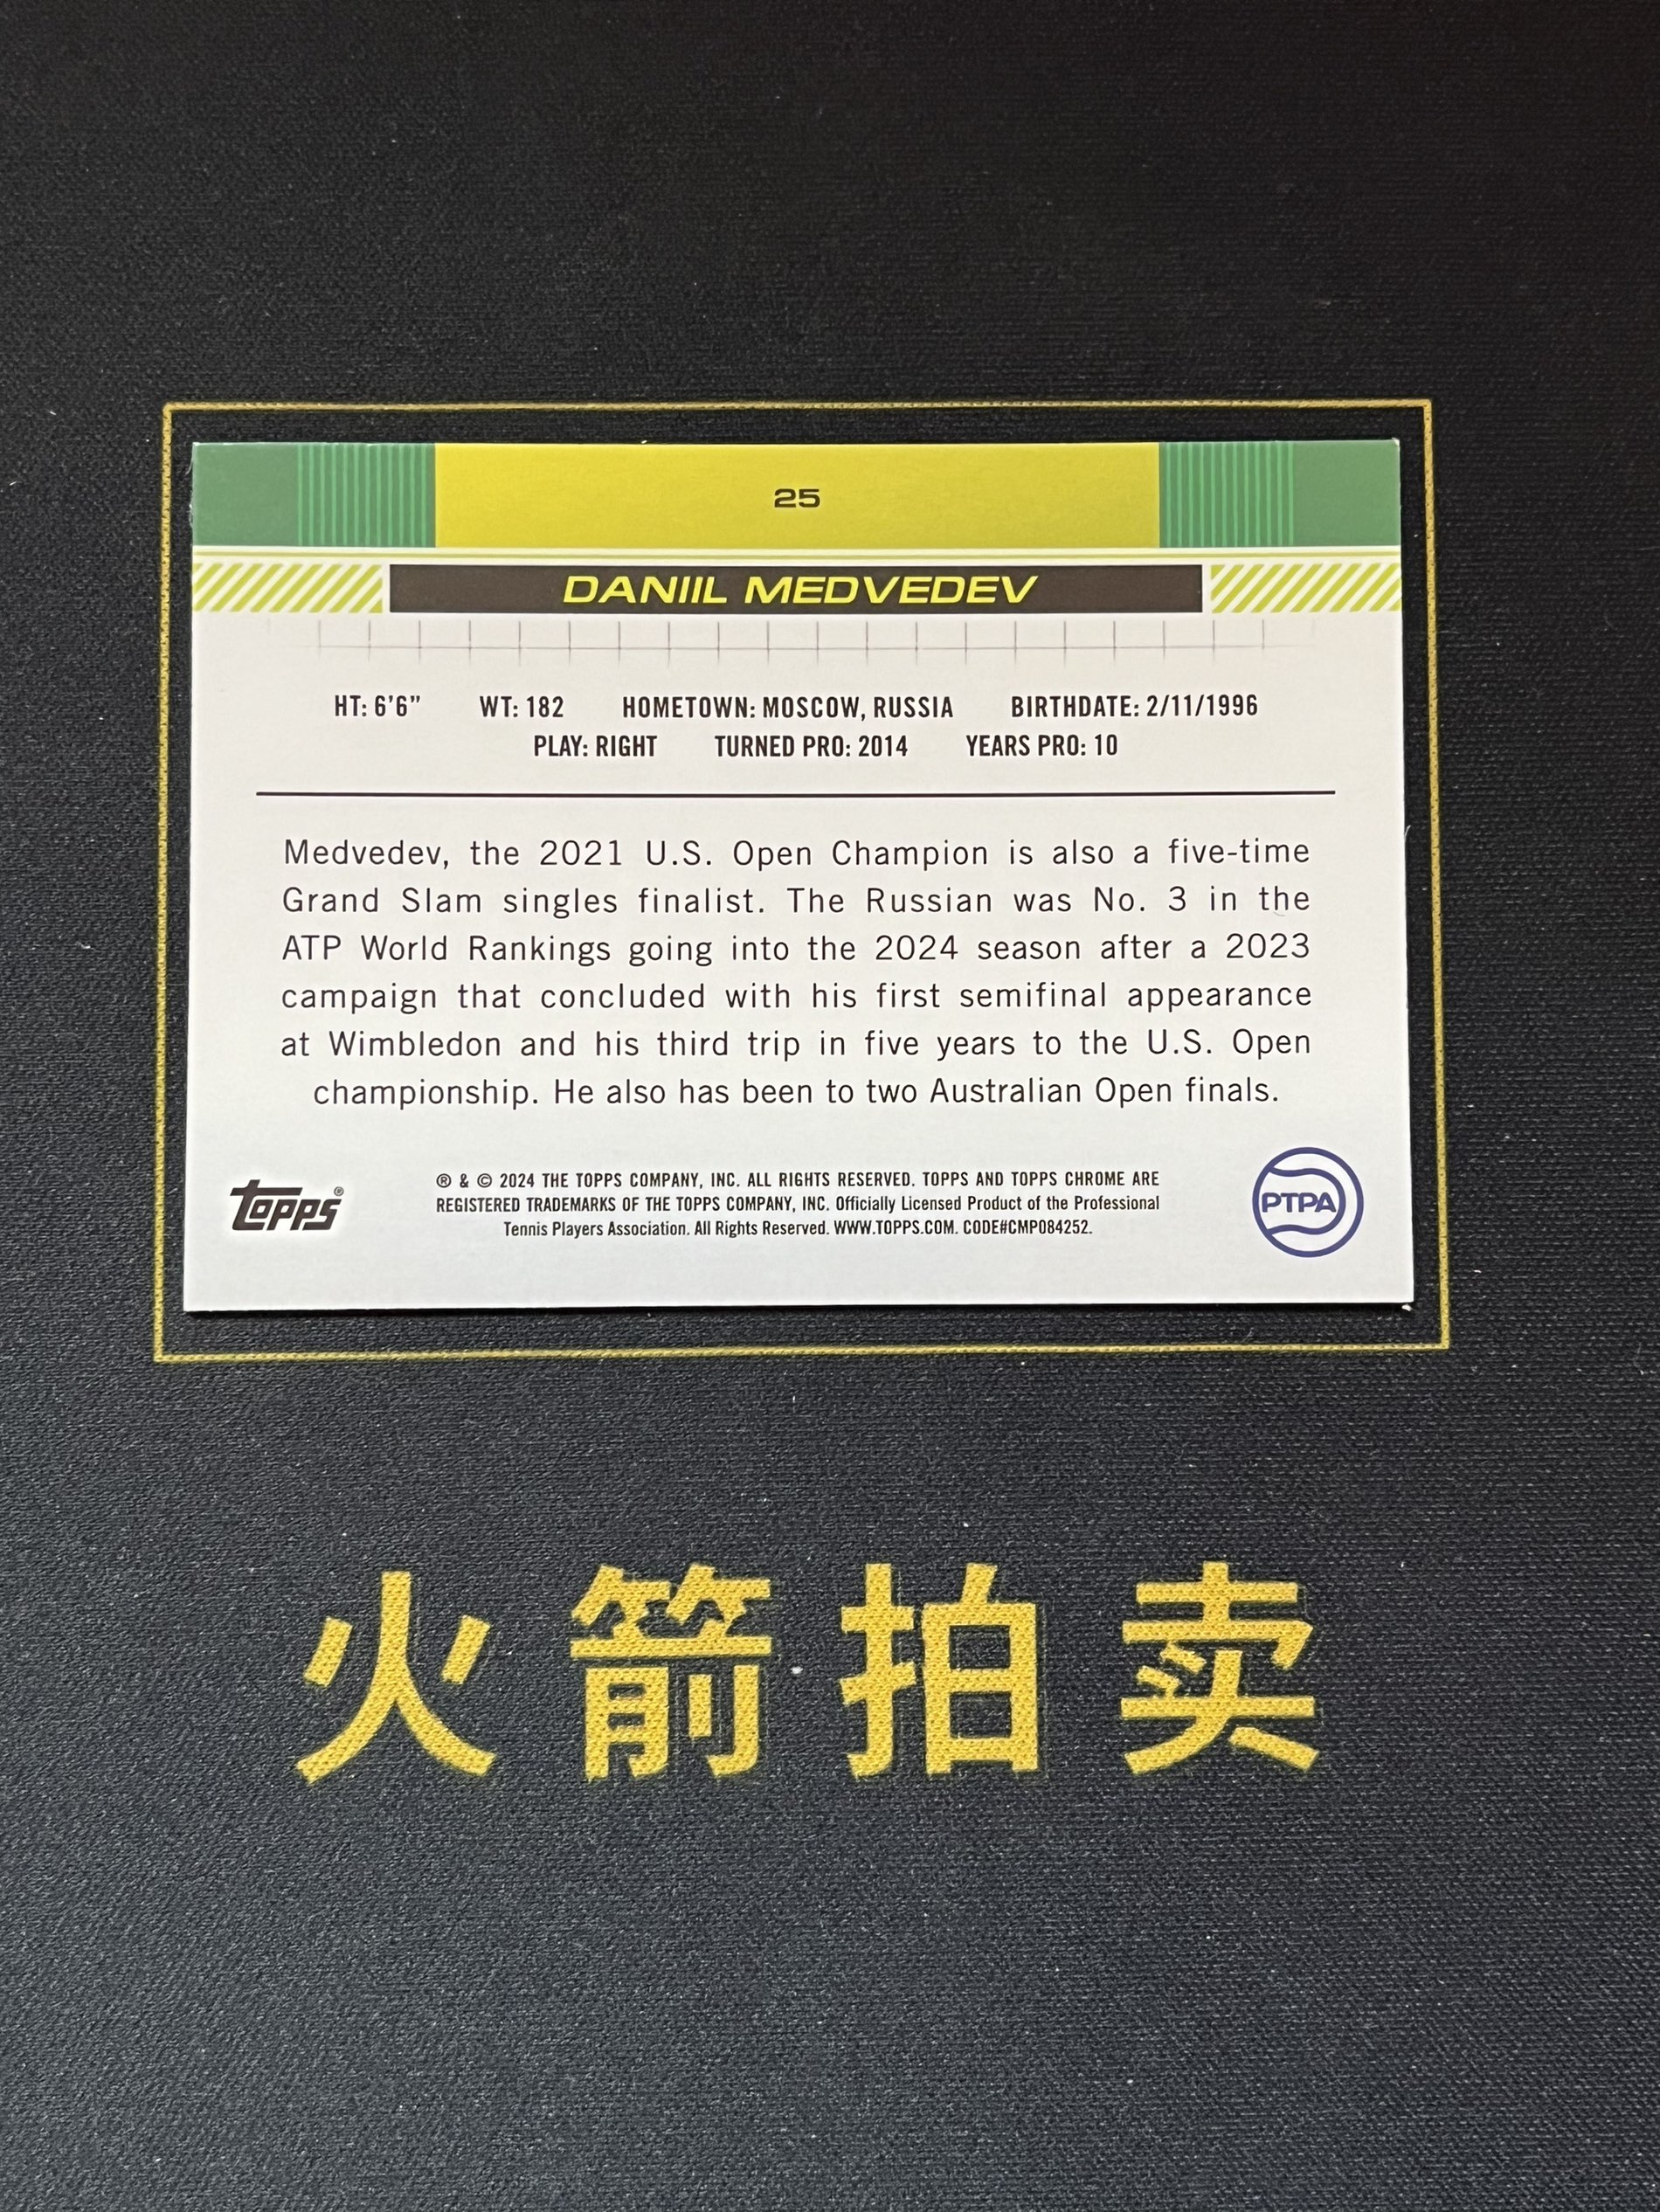 25
DANIIL MEDVEDEV
HT: 6'6" WT: 182 HOMETOWN: MOSCOW, RUSSIA BIRTHDATE: 2/11/1996
PLAY: RIGHT TURNED PRO: 2014 YEARS PRO: 10
Medvedev, the 2021 U.S. Open Champion is also a five-time
Grand Slam singles finalist. The Russian was No. 3 in the
ATP World Rankings going into the 2024 season after a 2023
campaign that concluded with his first semifinal appearance
at Wimbledon and his third trip in five years to the U.S. Open
championship. He also has been to two Australian Open finals.
topps®
® & © 2024 THE TOPPS COMPANY, INC. ALL RIGHTS RESERVED. TOPPS AND TOPPS CHROME ARE
REGISTERED TRADEMARKS OF THE TOPPS COMPANY, INC. Officially Licensed Product of the Professional
Tennis Players Association. All Rights Reserved. WWW.TOPPS.COM. CODE#CMP084252.
PTPA
火箭拍卖